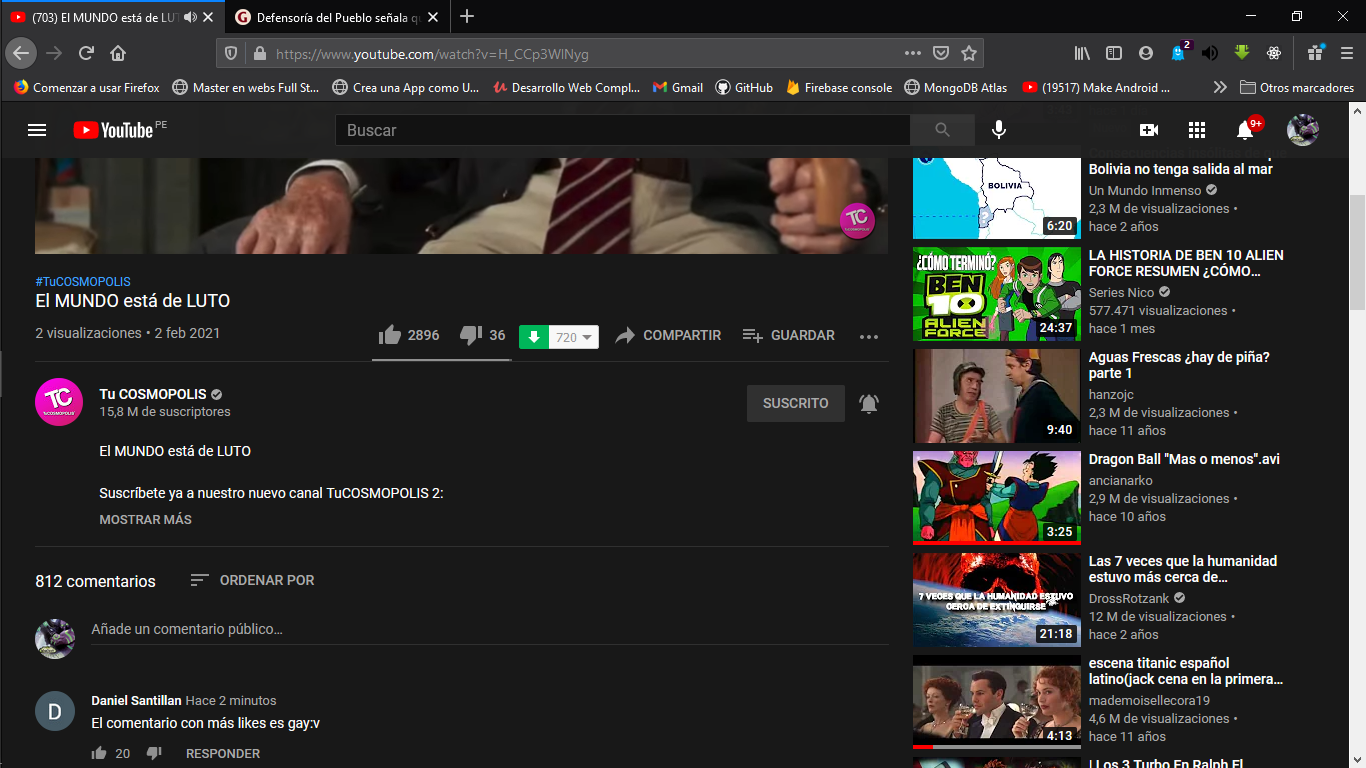 (703) El MUNDO está de LUT
Defensoría del Pueblo señala q
https://www.youtube.com/watch?v=H_CCp3WlNyg
2
Comenzar a usar Firefox
Master en webs Full St...
Crea una App como U...
Desarrollo Web Compl...
Gmail
GitHub
Firebase console
MongoDB Atlas
(19517) Make Android ...
Otros marcadores
YouTube PE
Buscar
9+
TC
#TuCOSMOPOLIS
El MUNDO está de LUTO
2 visualizaciones • 2 feb 2021
2896
36
720
COMPARTIR
GUARDAR
TC
TuCOSMOPOLIS
Tu COSMOPOLIS
15,8 M de suscriptores
SUSCRITO
El MUNDO está de LUTO
Suscríbete ya a nuestro nuevo canal TuCOSMOPOLIS 2:
MOSTRAR MÁS
812 comentarios
ORDENAR POR
Añade un comentario público...
D
Daniel Santillan Hace 2 minutos
El comentario con más likes es gay:v
20
RESPONDER
BOLIVIA
?
6:20
Bolivia no tenga salida al mar
Un Mundo Inmenso
2,3 M de visualizaciones •
hace 2 años
¿CÓMO TERMINÓ?
BEN
10
ALIEN
FORCE
24:37
LA HISTORIA DE BEN 10 ALIEN
FORCE RESUMEN ¿CÓMO...
Series Nico
577.471 visualizaciones •
hace 1 mes
9:40
Aguas Frescas ¿hay de piña?
parte 1
hanzojc
2,3 M de visualizaciones •
hace 11 años
3:25
Dragon Ball "Mas o menos".avi
ancianarko
2,9 M de visualizaciones •
hace 10 años
7 VECES QUE LA HUMANIDAD ESTUVO
CERCA DE EXTINGUIRSE
21:18
Las 7 veces que la humanidad
estuvo más cerca de...
DrossRotzank
12 M de visualizaciones •
hace 2 años
4:13
escena titanic español
latino(jack cena en la primera...
mademoisellecora19
4,6 M de visualizaciones •
hace 11 años
! Los 3 Turbo En Ralph El